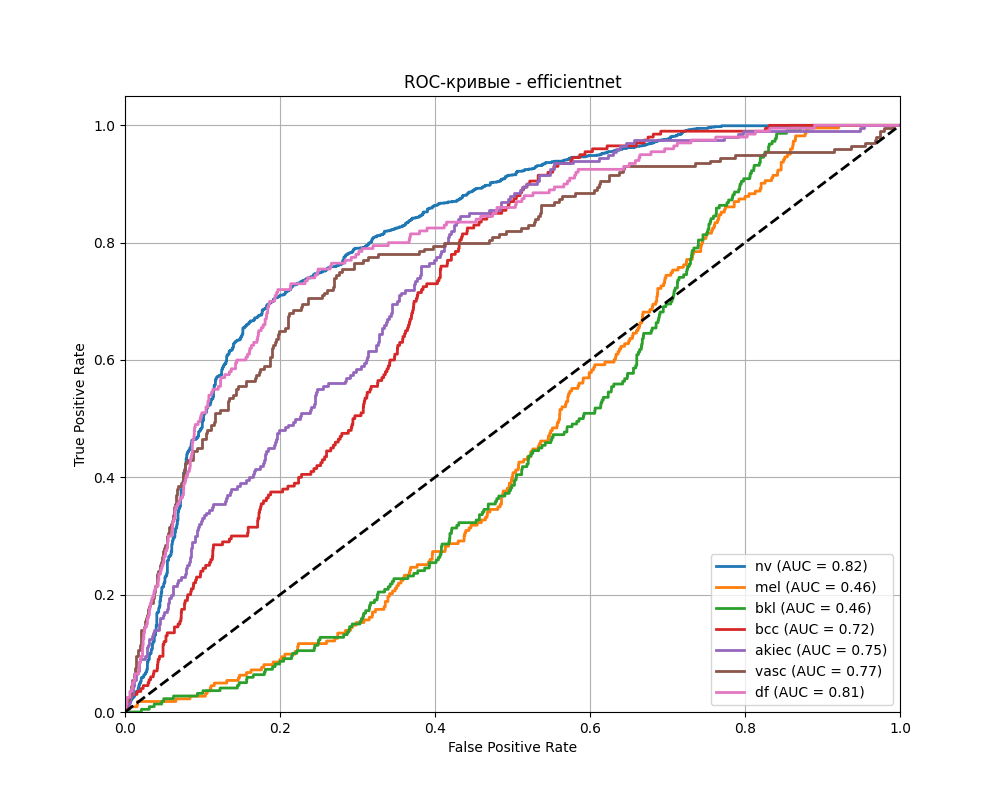 ROC-кривые - efficientnet
True Positive Rate
1.0
0.8
0.6
0.4
0.2
0.0
0.0 0.2 0.4 0.6 0.8 1.0
False Positive Rate
nv (AUC = 0.82)
mel (AUC = 0.46)
bkl (AUC = 0.46)
bcc (AUC = 0.72)
akiec (AUC = 0.75)
vasc (AUC = 0.77)
df (AUC = 0.81)